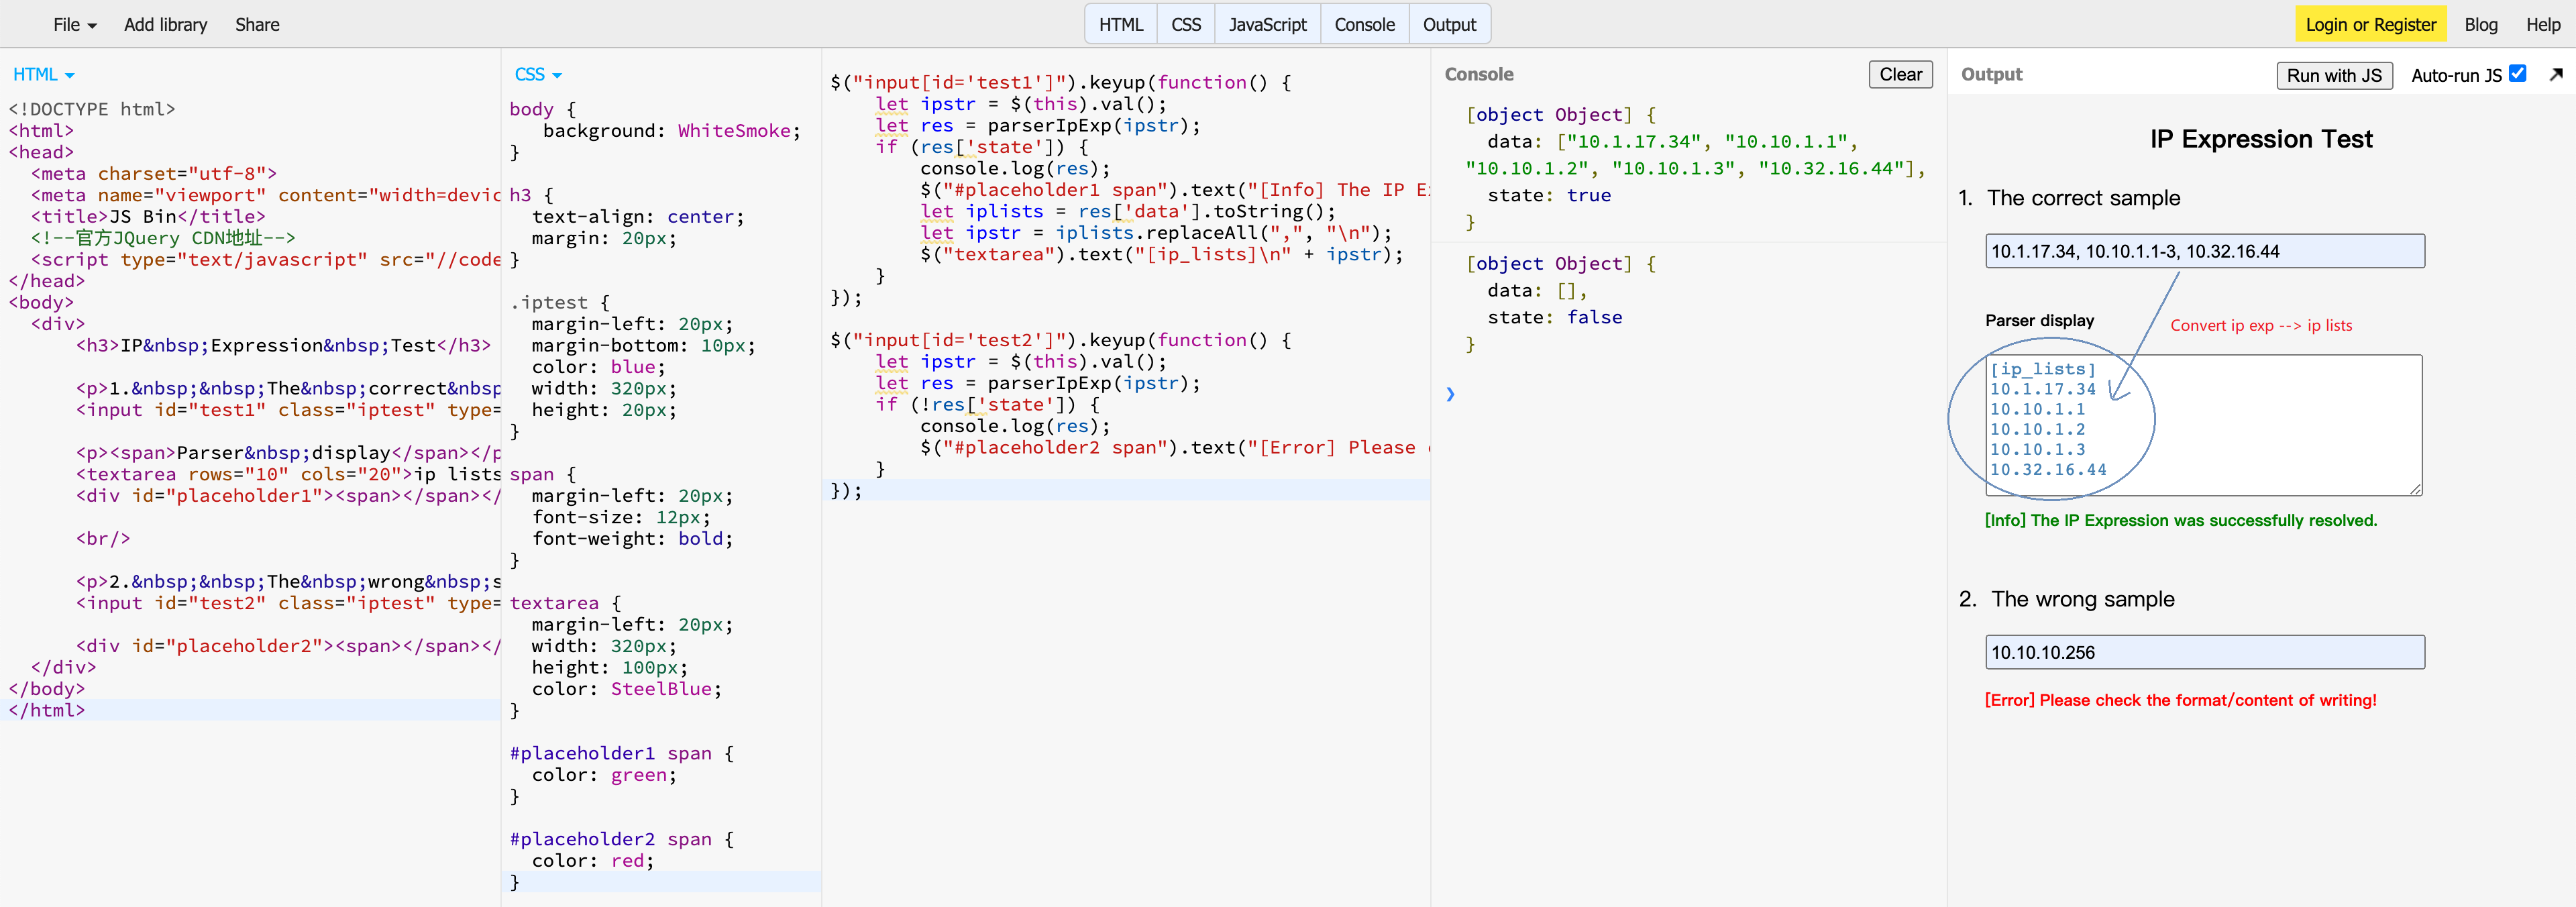 File Add library Share HTML CSS JavaScript Console Output Login or Register Blog Help
HTML
<!DOCTYPE html>
<html>
<head>
<meta charset="utf-8">
<meta name="viewport" content="width=devic
<title>JS Bin</title>
<!--官方JQuery CDN地址-->
<script type="text/javascript" src="//code
</head>
<body>
<div>
<h3>IP&nbsp;Expression&nbsp;Test</h3>
<p>1.&nbsp;&nbsp;The&nbsp;correct&nbsp
<input id="test1" class="iptest" type=
<p><span>Parser&nbsp;display</span></p
<textarea rows="10" cols="20">ip lists
<div id="placeholder1"><span></span></
<br/>
<p>2.&nbsp;&nbsp;The&nbsp;wrong&nbsp;s
<input id="test2" class="iptest" type=
<div id="placeholder2"><span></span></
</div>
</body>
</html>
CSS
body {
background: WhiteSmoke;
}
h3 {
text-align: center;
margin: 20px;
}
.iptest {
margin-left: 20px;
margin-bottom: 10px;
color: blue;
width: 320px;
height: 20px;
}
span {
margin-left: 20px;
font-size: 12px;
font-weight: bold;
}
textarea {
margin-left: 20px;
width: 320px;
height: 100px;
color: SteelBlue;
}
#placeholder1 span {
color: green;
}
#placeholder2 span {
color: red;
}
$("input[id='test1']").keyup(function() {
let ipstr = $(this).val();
let res = parserIpExp(ipstr);
if (res['state']) {
console.log(res);
$("#placeholder1 span").text("[Info] The IP E
let iplists = res['data'].toString();
let ipstr = iplists.replaceAll(",", "\n");
$("textarea").text("[ip_lists]\n" + ipstr);
}
});
$("input[id='test2']").keyup(function() {
let ipstr = $(this).val();
let res = parserIpExp(ipstr);
if (!res['state']) {
console.log(res);
$("#placeholder2 span").text("[Error] Please
}
});
Console Clear
[object Object] {
data: ["10.1.17.34", "10.10.1.1",
"10.10.1.2", "10.10.1.3", "10.32.16.44"],
state: true
}
[object Object] {
data: [],
state: false
}
Output Run with JS Auto-run JS
IP Expression Test
1. The correct sample
10.1.17.34, 10.10.1.1-3, 10.32.16.44
Parser display
Convert ip exp --> ip lists
[ip_lists]
10.1.17.34
10.10.1.1
10.10.1.2
10.10.1.3
10.32.16.44
[Info] The IP Expression was successfully resolved.
2. The wrong sample
10.10.10.256
[Error] Please check the format/content of writing!